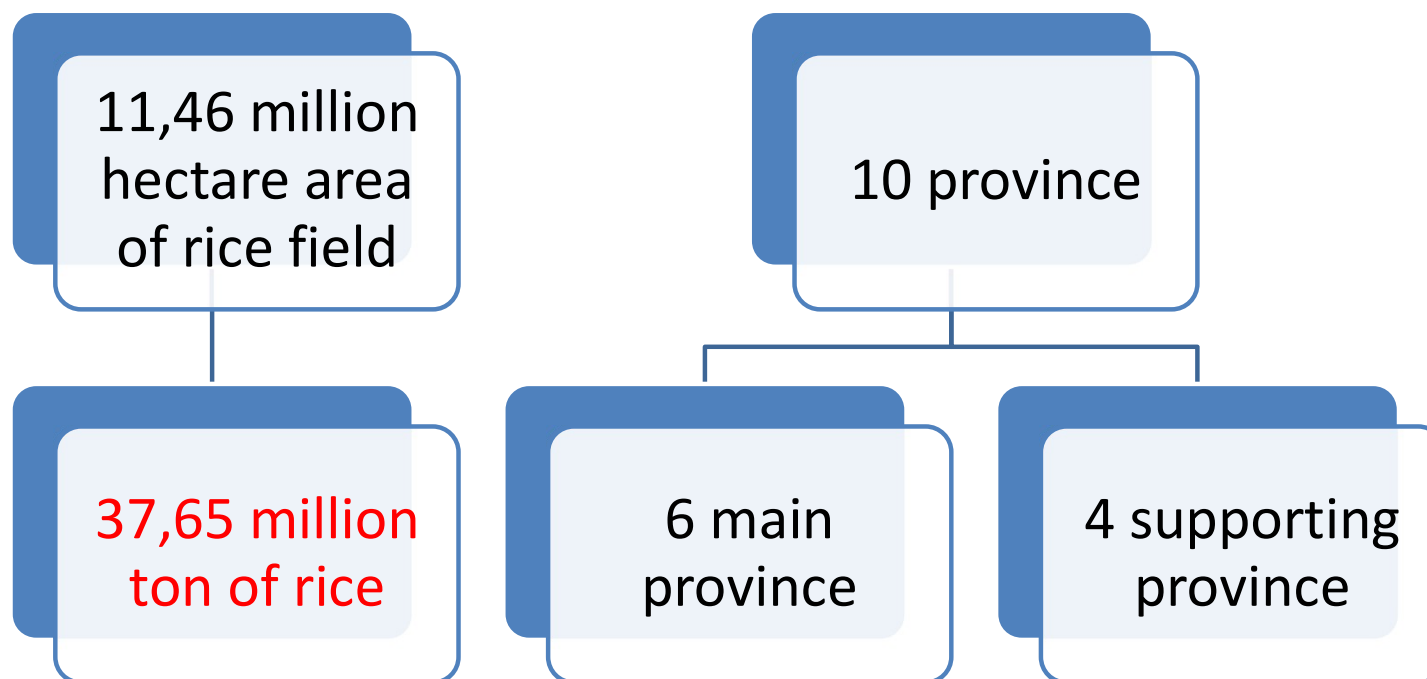 11,46 million
hectare area
of rice field
10 province
37,65 million
ton of rice
6 main
province
4 supporting
province